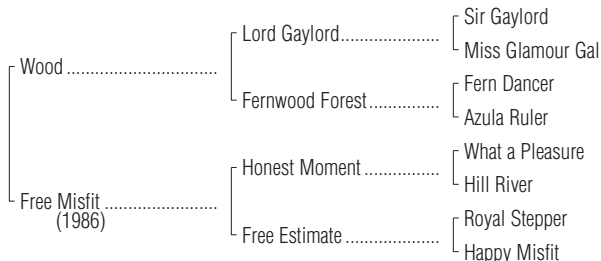 Sir Gaylord
Lord Gaylord....................
Miss Glamour Gal
Wood ................................
Fern Dancer
Fernwood Forest...............
Azula Ruler
What a Pleasure
Honest Moment ................
Hill River
Free Misfit ........................
(1986)
Royal Stepper
Free Estimate ....................
Happy Misfit